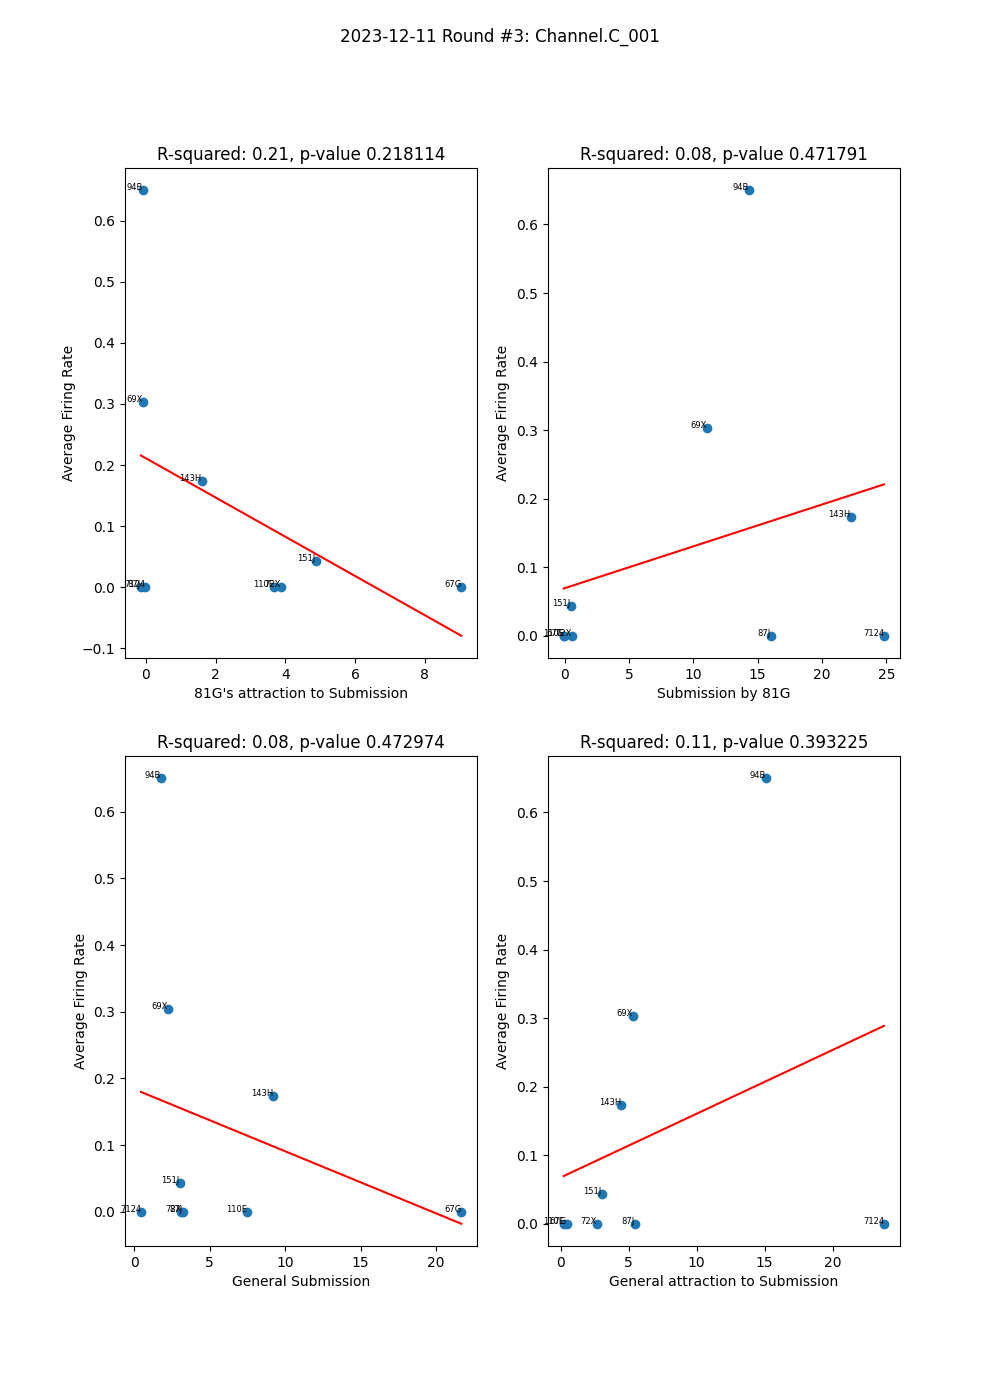 2023-12-11 Round #3: Channel.C_001
R-squared: 0.21, p-value 0.218114
R-squared: 0.08, p-value 0.471791
Average Firing Rate
0.6
0.5
0.4
0.3
0.2
0.1
0.0
−0.1
94B
69X
143H
151J
7124
110E
72X
67G
0
2
4
6
8
81G's attraction to Submission
Average Firing Rate
0.6
0.5
0.4
0.3
0.2
0.1
0.0
94B
69X
143H
151J
72X
87J
7124
0
5
10
15
20
25
Submission by 81G
R-squared: 0.08, p-value 0.472974
R-squared: 0.11, p-value 0.393225
Average Firing Rate
0.6
0.5
0.4
0.3
0.2
0.1
0.0
94B
69X
143H
151J
7124
110E
67G
0
5
10
15
20
General Submission
Average Firing Rate
0.6
0.5
0.4
0.3
0.2
0.1
0.0
94B
69X
143H
151J
67G
72X
87J
7124
0
5
10
15
20
General attraction to Submission